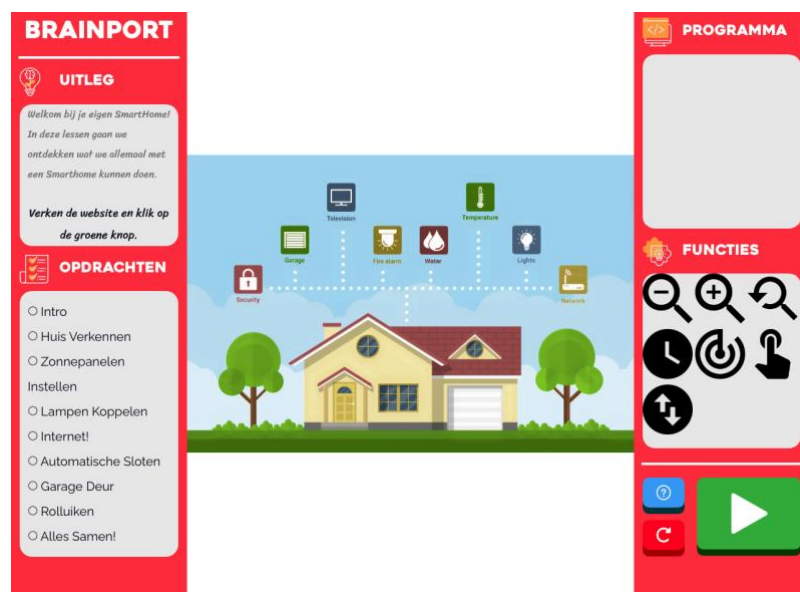 BRAINPORT
UITLEG
Welkom bij je eigen SmartHome!
In deze lessen gaan we
ontdekken wat we allemaal met
een Smarthome kunnen doen.
Verken de website en klik op
de groene knop.
OPDRACHTEN
Intro
Huis Verkennen
Zonnepanelen
Instellen
Lampen Koppelen
Internet!
Automatische Sloten
Garage Deur
Rolluiken
Alles Samen!
Television
Temperature
Garage
Fire alarm
Water
Lights
Security
Network
PROGRAMMA
FUNCTIES